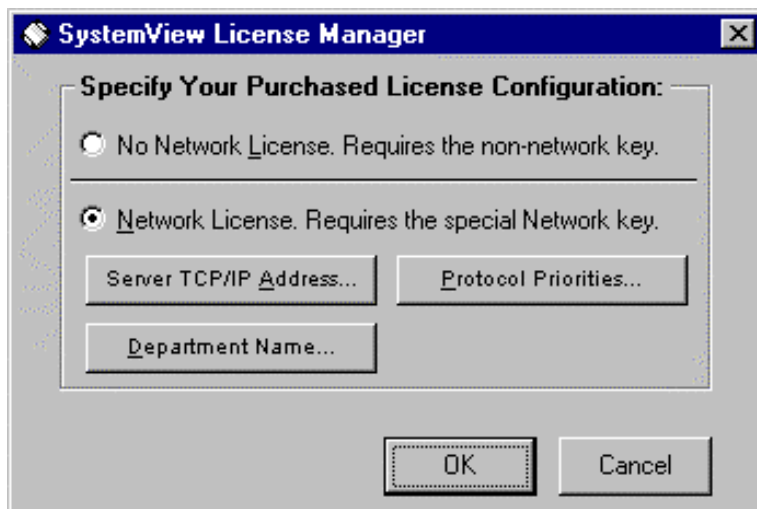 SystemView License Manager
Specify Your Purchased License Configuration:
No Network License. Requires the non-network key.
Network License. Requires the special Network key.
Server TCP/IP Address... Protocol Priorities...
Department Name...
OK Cancel